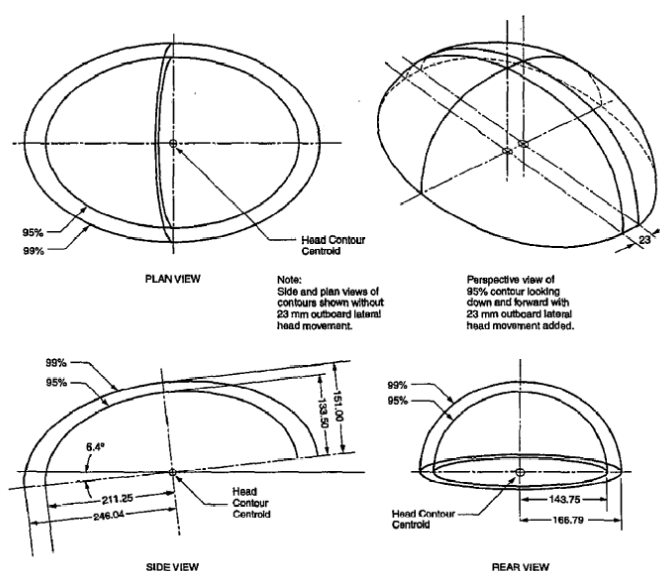 95%
99%
Head Contour
Centroid
PLAN VIEW
23
Note:
Side and plan views of
contours shown without
23 mm outboard lateral
head movement.
Perspective view of
95% contour looking
down and forward with
23 mm outboard lateral
head movement added.
99%
95%
6.4°
151.00
133.50
211.25
246.04
Head
Contour
Centroid
SIDE VIEW
99%
95%
143.75
166.79
Head Contour
Centroid
REAR VIEW